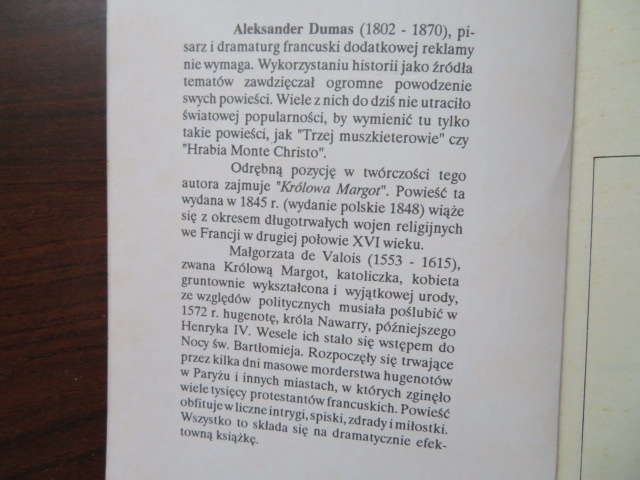 Aleksander Dumas (1802 - 1870), pi-
sarz i dramaturg francuski dodatkowej reklamy
nie wymaga. Wykorzystaniu historii jako źródła
tematów zawdzięczał ogromne powodzenie
swych powieści. Wiele z nich do dziś nie utraciło
światowej popularności, by wymienić tu tylko
takie powieści, jak "Trzej muszkieterowie" czy
"Hrabia Monte Christo".
Odrębną pozycję w twórczości tego
autora zajmuje "Królowa Margot". Powieść ta
wydana w 1845 r. (wydanie polskie 1848) wiąże
się z okresem długotrwałych wojen religijnych
we Francji w drugiej połowie XVI wieku.
Małgorzata de Valois (1553 - 1615),
zwana Królową Margot, katoliczka, kobieta
gruntownie wykształcona i wyjątkowej urody,
ze względów politycznych musiała poślubić w
1572 r. hugenotę, króla Nawarry, późniejszego
Henryka IV. Wesele ich stało się wstępem do
Nocy św. Bartłomieja. Rozpoczęły się trwające
przez kilka dni masowe morderstwa hugenotów
w Paryżu i innych miastach, w których zginęło
wiele tysięcy protestantów francuskich. Powieść
obfituje w liczne intrygi, spiski, zdrady i miłostki.
Wszystko to składa się na dramatycznie efek-
towną książkę.